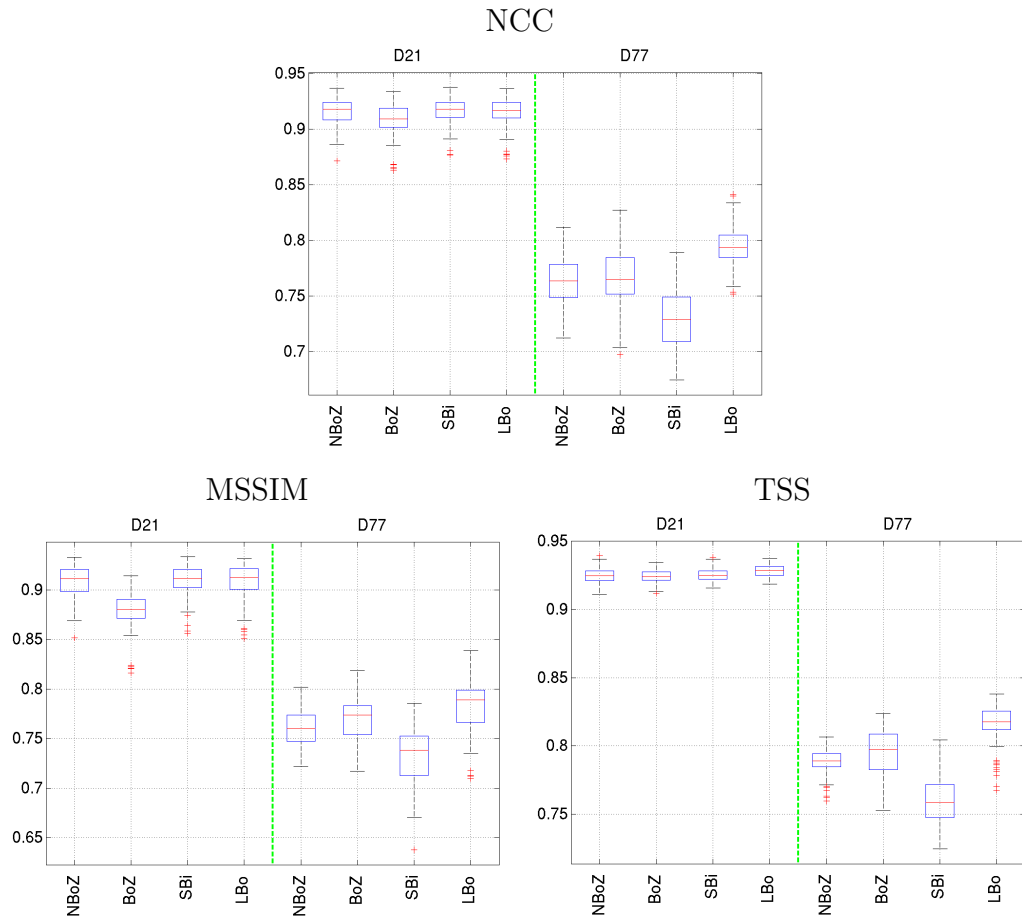 NCC
D21 D77
0.95
0.9
0.85
0.8
0.75
0.7
NBoZ BoZ SBi LBo NBoZ BoZ SBi LBo
MSSIM
D21 D77
0.9
0.85
0.8
0.75
0.7
0.65
NBoZ BoZ SBi LBo NBoZ BoZ SBi LBo
TSS
D21 D77
0.95
0.9
0.85
0.8
0.75
NBoZ BoZ SBi LBo NBoZ BoZ SBi LBo